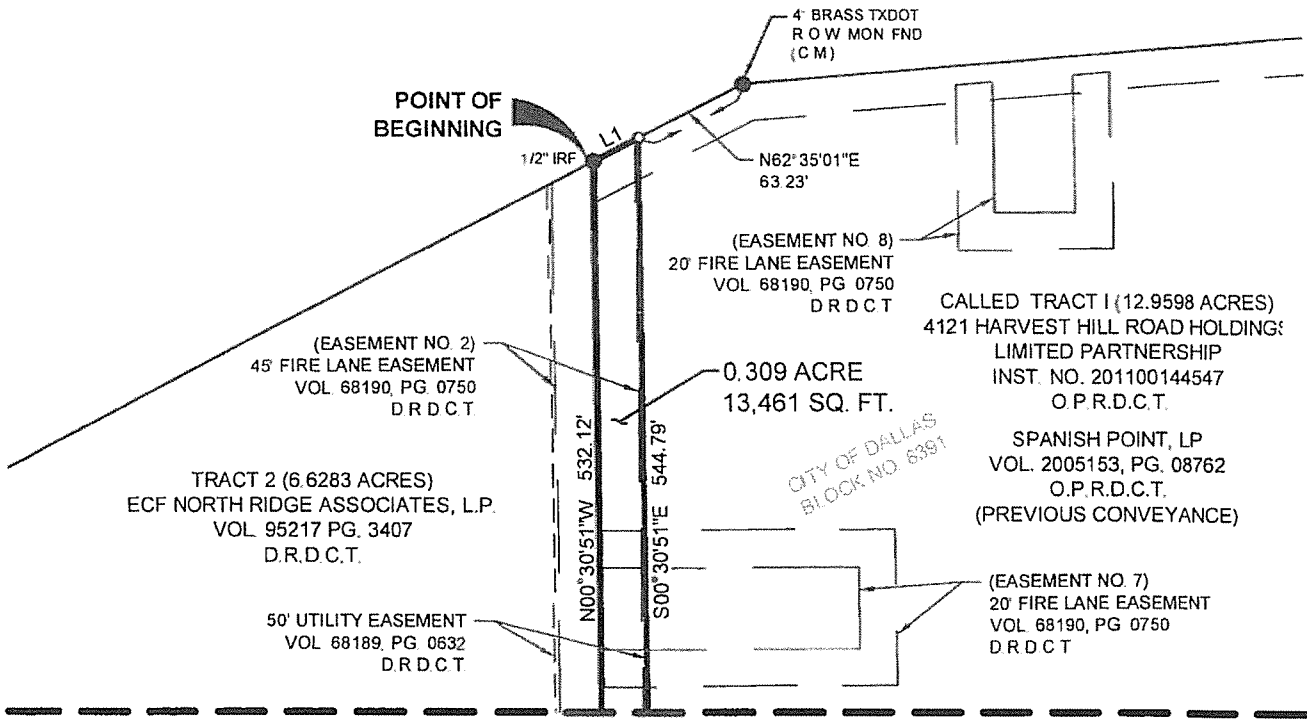 4" BRASS TXDOT
R O W MON FND
(C M)
POINT OF
BEGINNING
L1
1/2" IRF
N62°35'01"E
63.23'
(EASEMENT NO. 8)
20' FIRE LANE EASEMENT
VOL 68190, PG 0750
D R D C T
CALLED TRACT I (12.9598 ACRES)
4121 HARVEST HILL ROAD HOLDINGS
LIMITED PARTNERSHIP
INST. NO. 201100144547
O.P.R.D.C.T.
SPANISH POINT, LP
VOL. 2005153, PG. 08762
O.P.R.D.C.T.
(PREVIOUS CONVEYANCE)
(EASEMENT NO. 2)
45' FIRE LANE EASEMENT
VOL 68190, PG 0750
D.R.D.C.T.
0.309 ACRE
13,461 SQ. FT.
CITY OF DALLAS
BLOCK NO. 6391
N00°30'51"W 532.12'
S00°30'51"E 544.79'
TRACT 2 (6.6283 ACRES)
ECF NORTH RIDGE ASSOCIATES, L.P.
VOL 95217 PG. 3407
D.R.D.C.T.
50' UTILITY EASEMENT
VOL 68189, PG 0632
D.R.D.C.T
(EASEMENT NO. 7)
20' FIRE LANE EASEMENT
VOL 68190, PG 0750
D R D C T